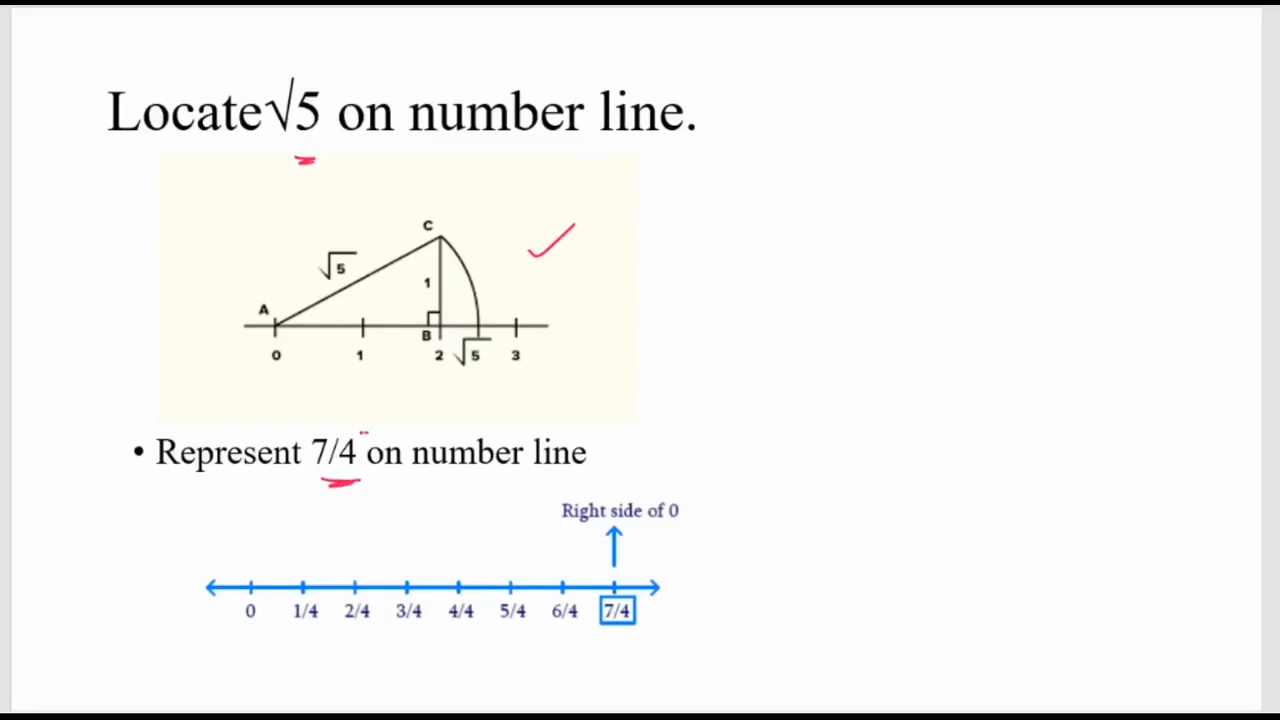 Locate√5 on number line.
C
√5
1
A
B
0 1 2 √5 3
• Represent 7/4 on number line
Right side of 0
0 1/4 2/4 3/4 4/4 5/4 6/4 7/4